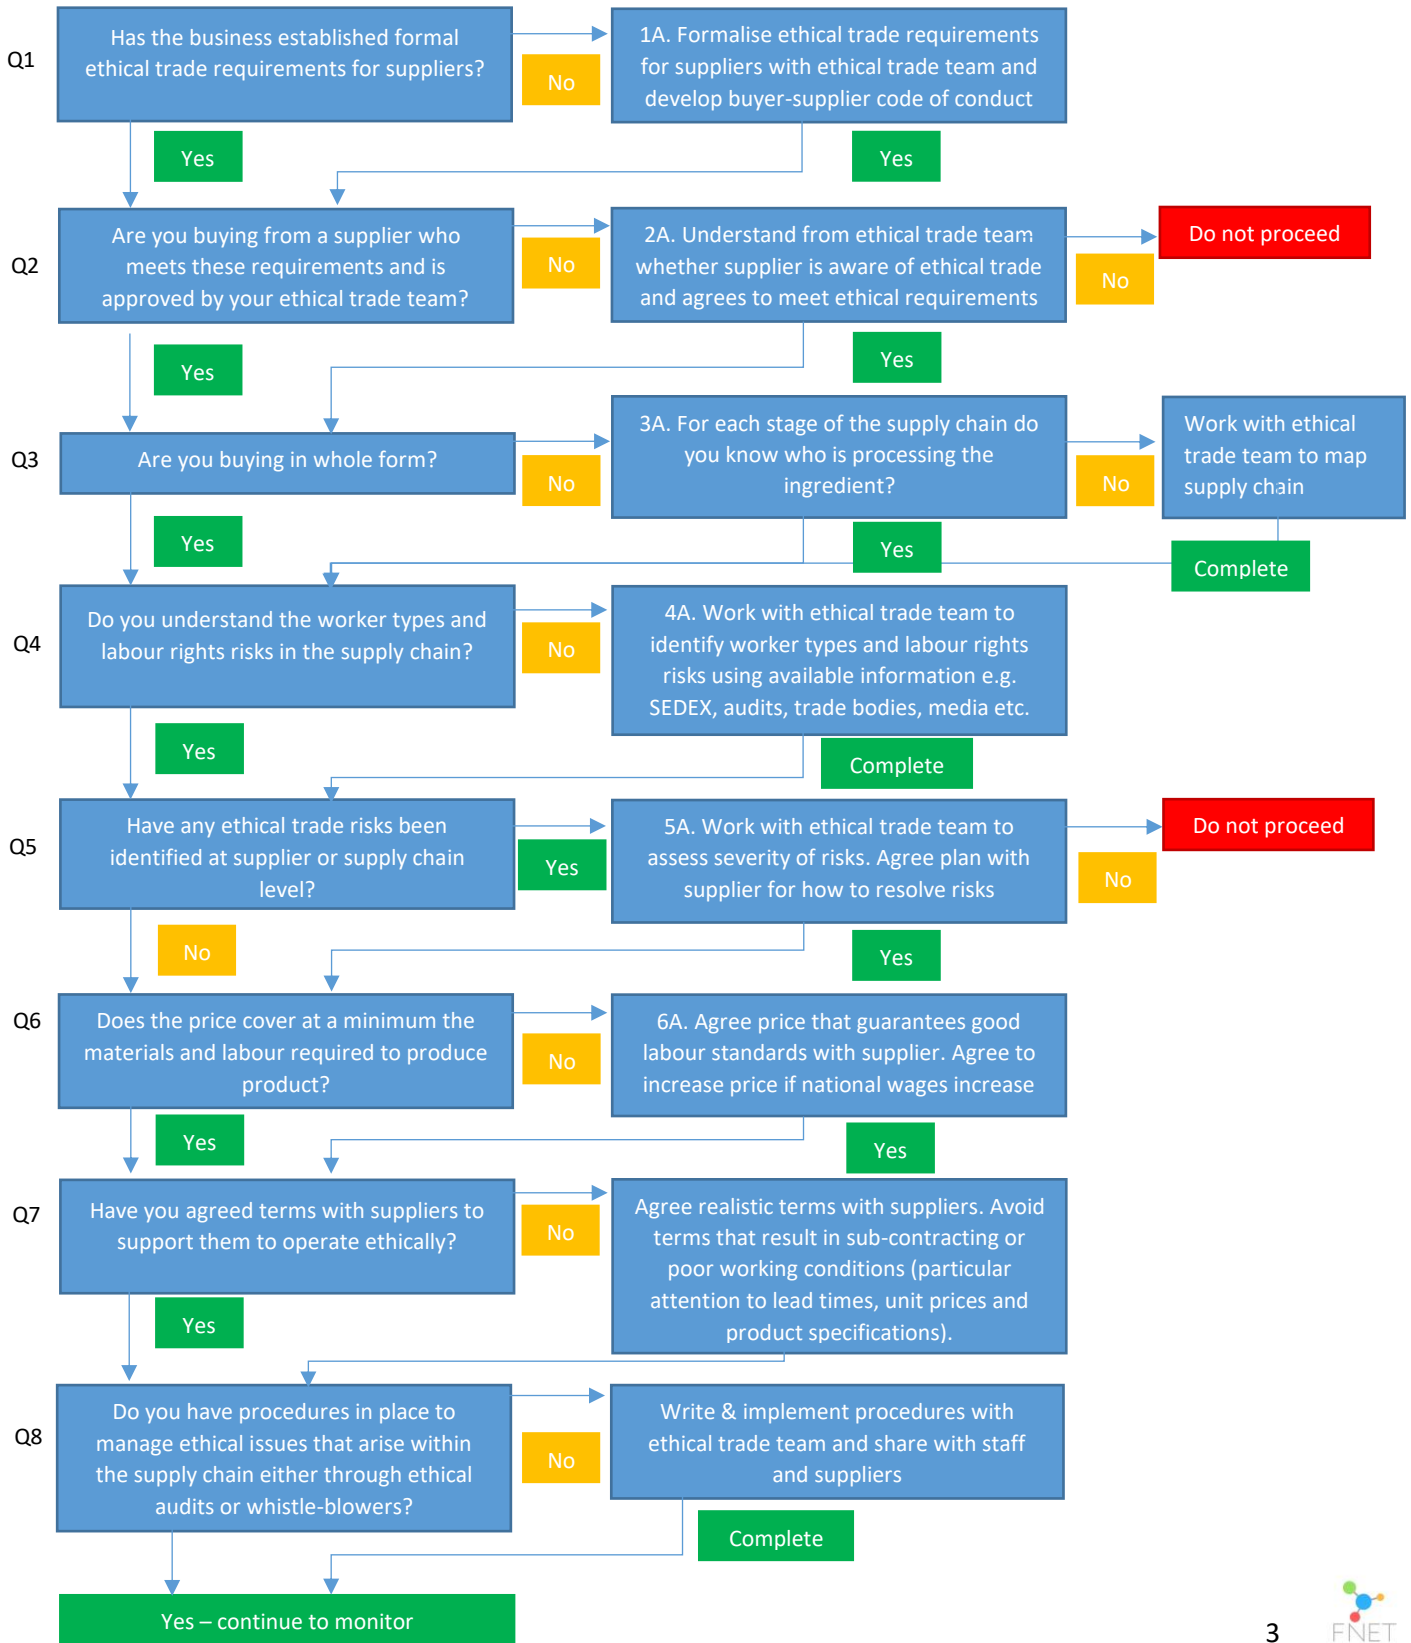 Q1
Has the business established formal
ethical trade requirements for suppliers?
No
1A. Formalise ethical trade requirements
for suppliers with ethical trade team and
develop buyer-supplier code of conduct
Yes
Yes
Q2
Are you buying from a supplier who
meets these requirements and is
approved by your ethical trade team?
No
2A. Understand from ethical trade team
whether supplier is aware of ethical trade
and agrees to meet ethical requirements
No
Do not proceed
Yes
Yes
Q3
Are you buying in whole form?
No
3A. For each stage of the supply chain do
you know who is processing the
ingredient?
No
Work with ethical
trade team to map
supply chain
Yes
Yes
Complete
Q4
Do you understand the worker types and
labour rights risks in the supply chain?
No
4A. Work with ethical trade team to
identify worker types and labour rights
risks using available information e.g.
SEDEX, audits, trade bodies, media etc.
Yes
Complete
Q5
Have any ethical trade risks been
identified at supplier or supply chain
level?
Yes
5A. Work with ethical trade team to
assess severity of risks. Agree plan with
supplier for how to resolve risks
No
Do not proceed
No
Yes
Q6
Does the price cover at a minimum the
materials and labour required to produce
product?
No
6A. Agree price that guarantees good
labour standards with supplier. Agree to
increase price if national wages increase
Yes
Yes
Q7
Have you agreed terms with suppliers to
support them to operate ethically?
No
Agree realistic terms with suppliers. Avoid
terms that result in sub-contracting or
poor working conditions (particular
attention to lead times, unit prices and
product specifications).
Yes
Q8
Do you have procedures in place to
manage ethical issues that arise within
the supply chain either through ethical
audits or whistle-blowers?
No
Write & implement procedures with
ethical trade team and share with staff
and suppliers
Complete
Yes – continue to monitor
3
FNET